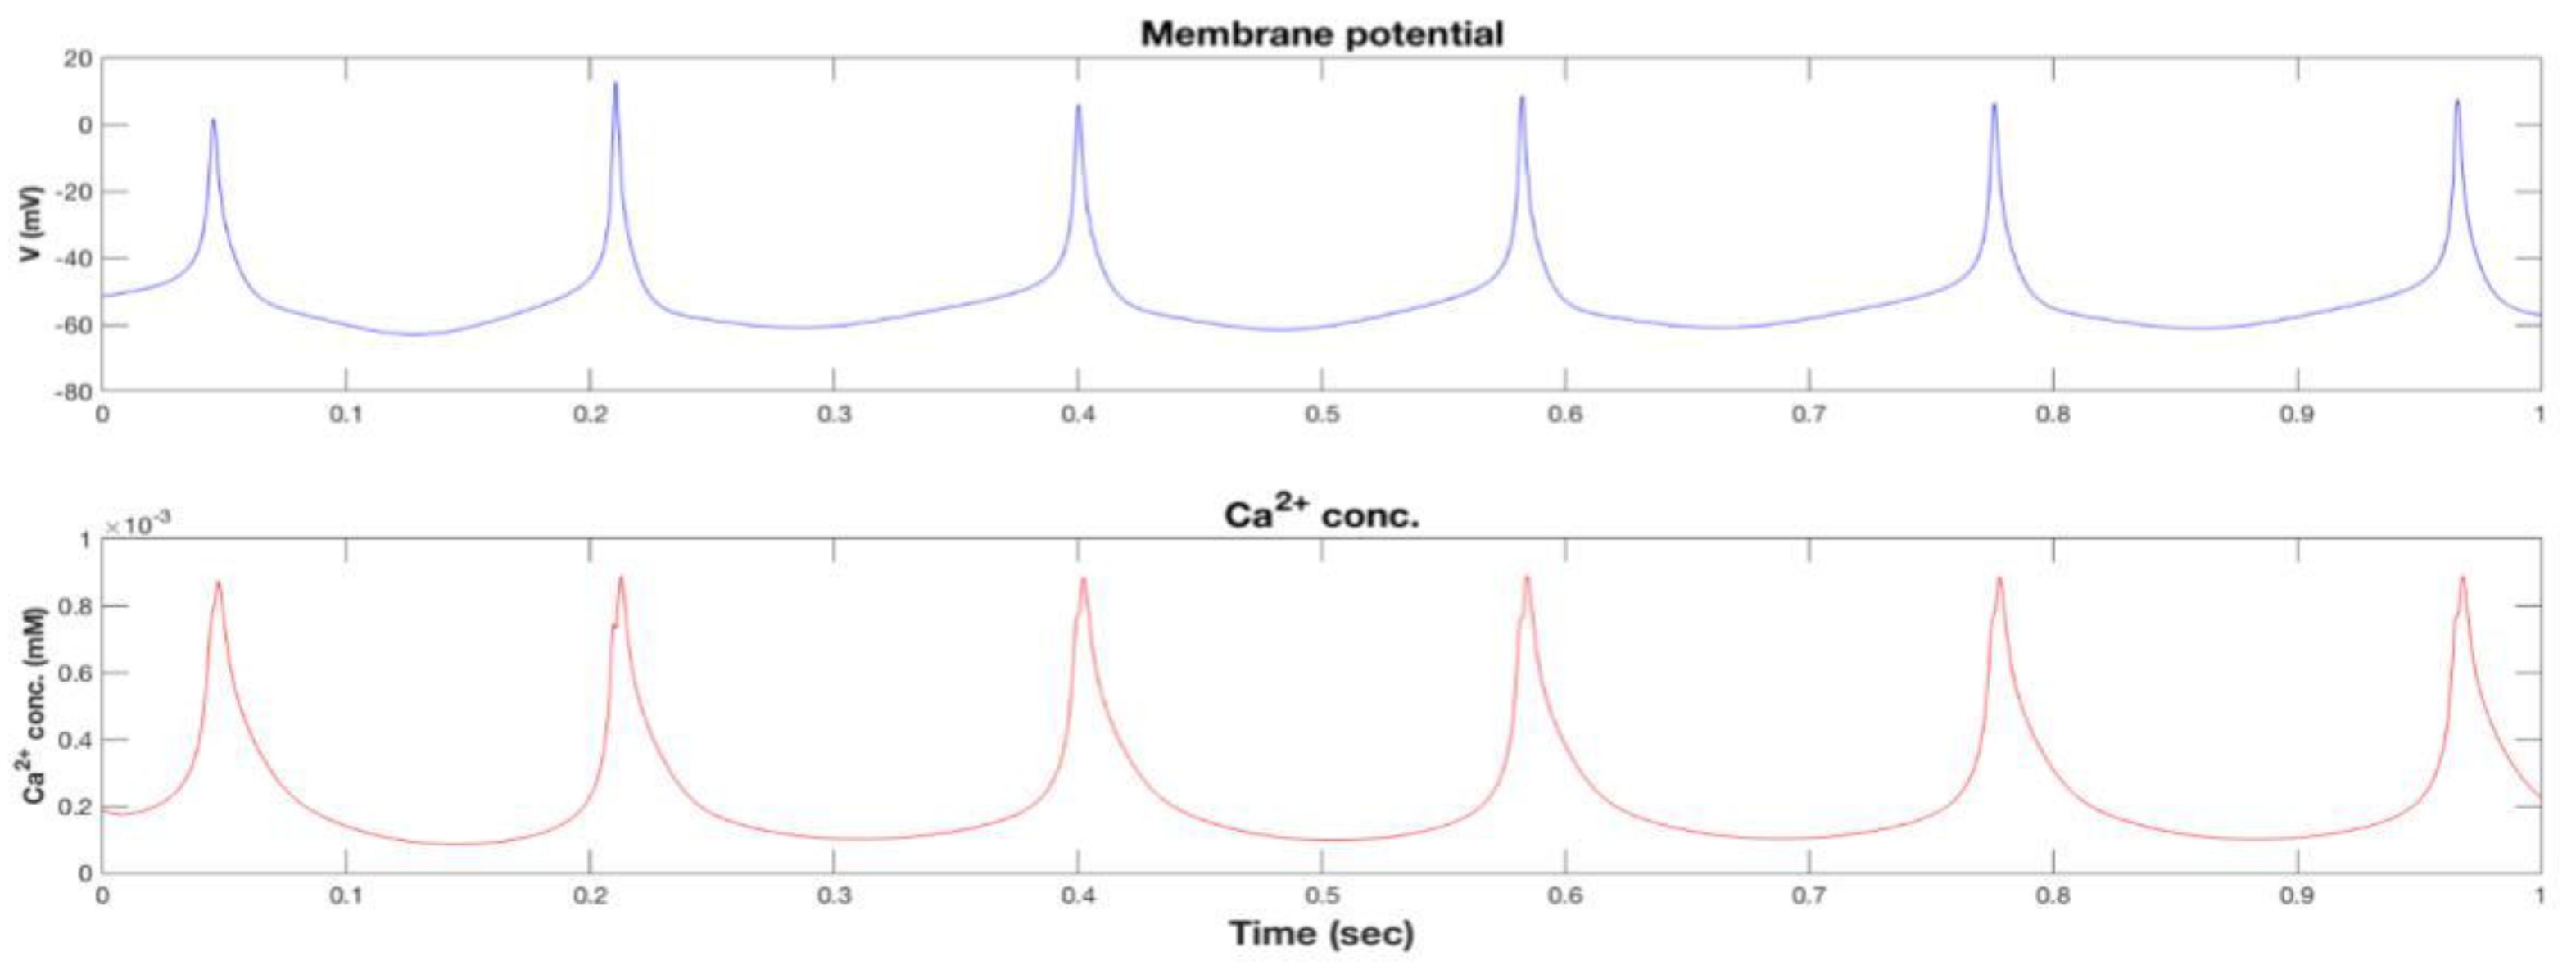 Membrane potential
20
0
-20
-40
-60
-80
V (mV)
0 0.1 0.2 0.3 0.4 0.5 0.6 0.7 0.8 0.9 1
Ca2+ conc.
×10-3
1
0.8
0.6
0.4
0.2
0
Ca2+ conc. (mM)
0 0.1 0.2 0.3 0.4 0.5 0.6 0.7 0.8 0.9 1
Time (sec)